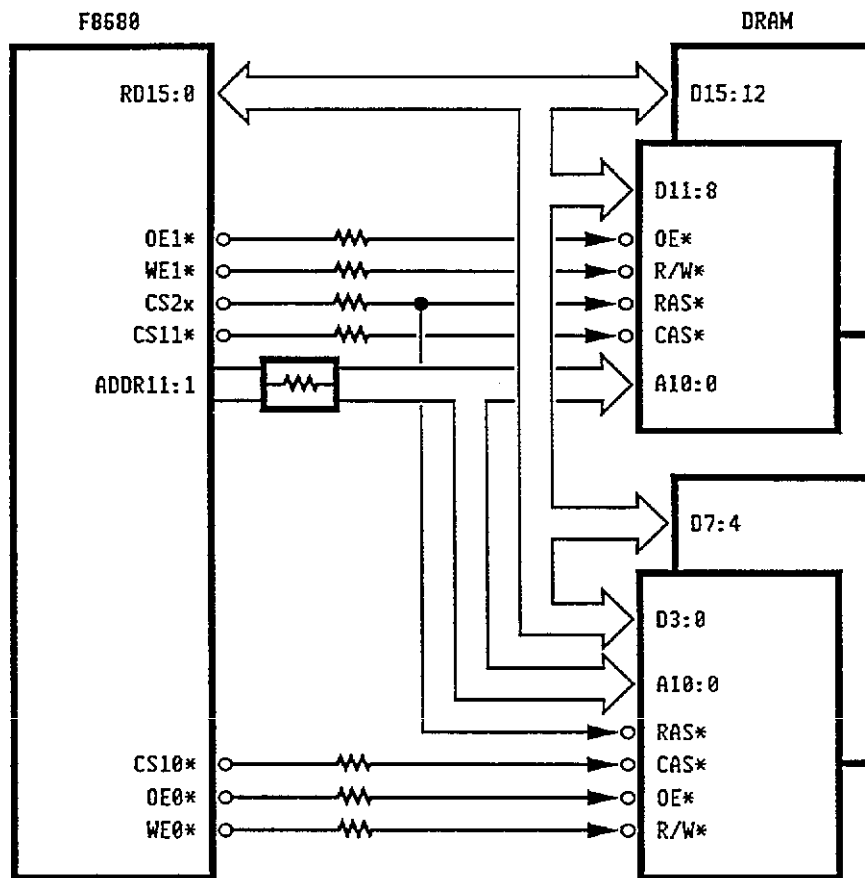 F8680 DRAM
RD15:0 D15:12
D11:8
OE1* OE*
WE1* R/W*
CS2x RAS*
CS11* CAS*
ADDR11:1 A10:0
D7:4
D3:0
A10:0
RAS*
CS10* CAS*
OE0* OE*
WE0* R/W*